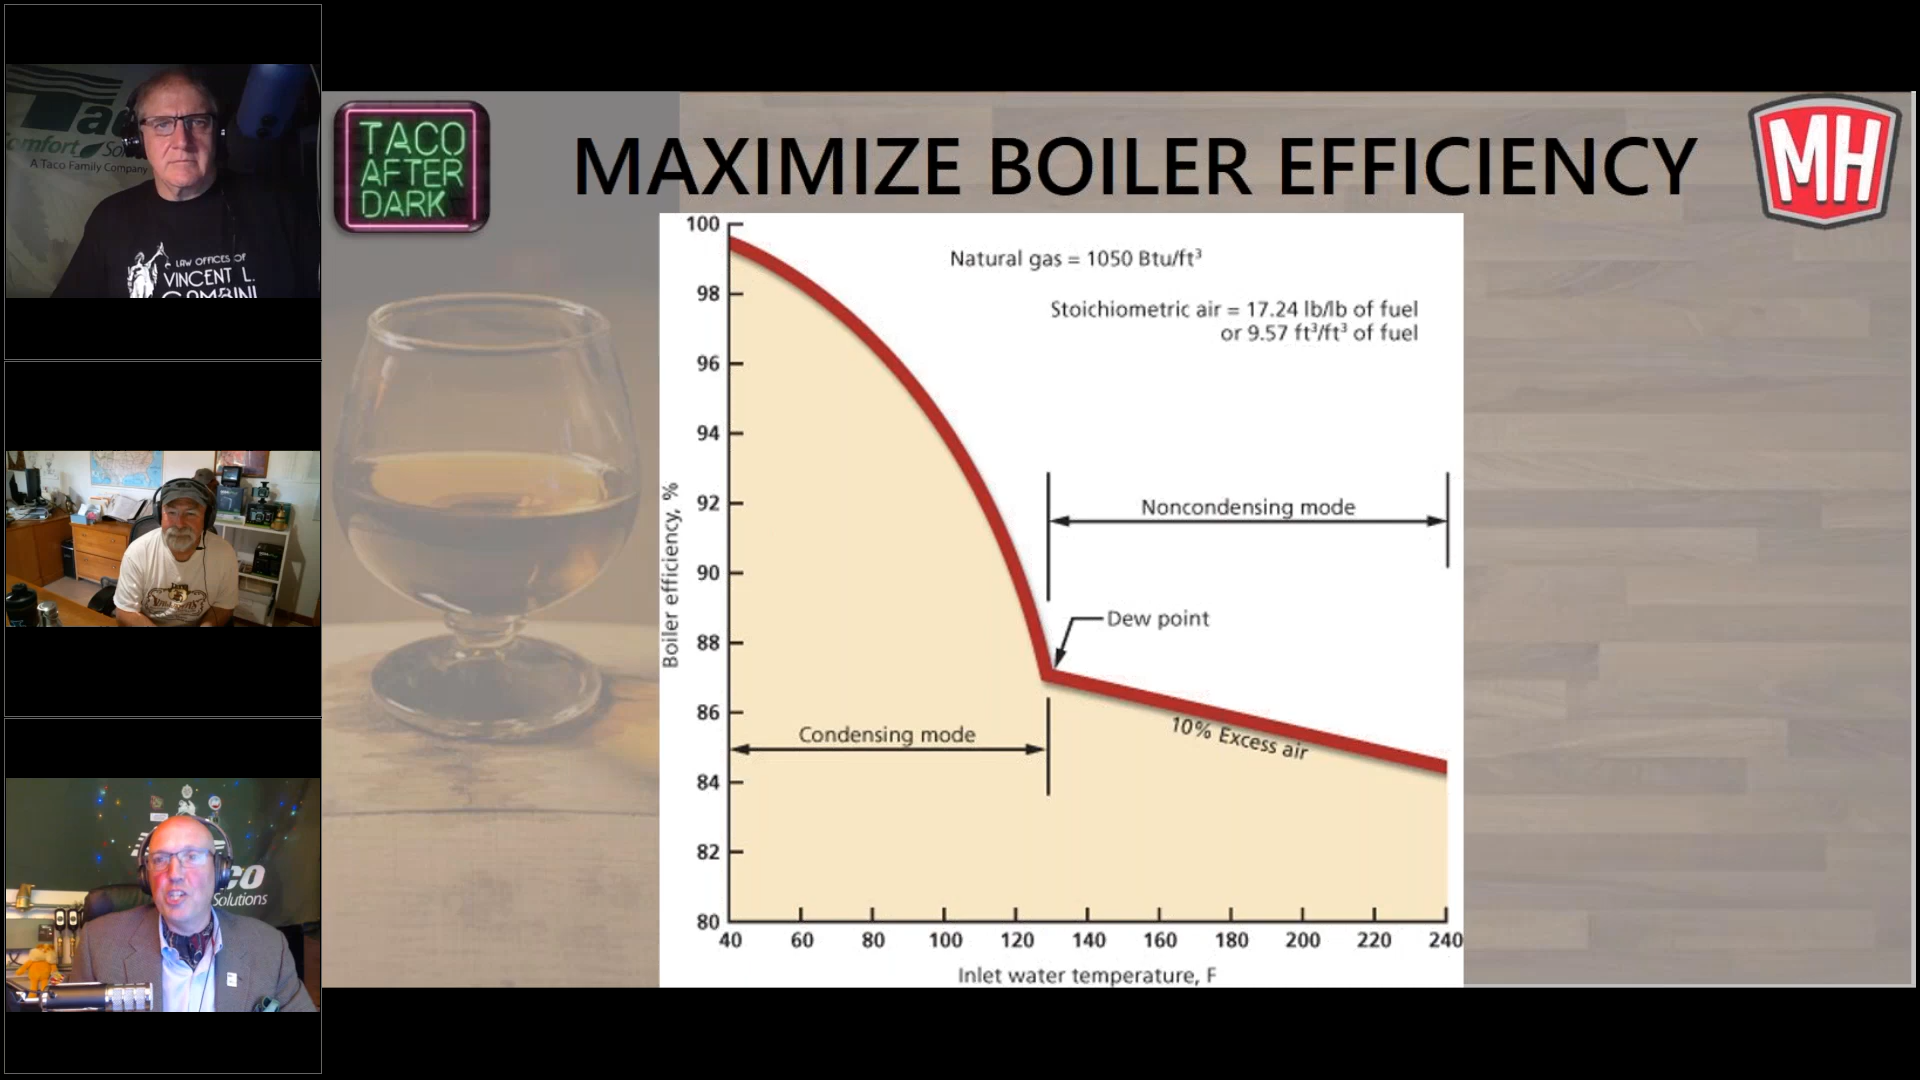 Taco
Comfort Solu
A Taco Family Company
LAW OFFICES OF
VINCENT L.
GAMBINI
Solutions
TACO
AFTER
DARK
MAXIMIZE BOILER EFFICIENCY
MH
Natural gas = 1050 Btu/ft³
Stoichiometric air = 17.24 lb/lb of fuel
or 9.57 ft³/ft³ of fuel
Boiler efficiency, %
100
98
96
94
92
90
88
86
84
82
80
Noncondensing mode
Dew point
Condensing mode
10% Excess air
40 60 80 100 120 140 160 180 200 220 240
Inlet water temperature, F